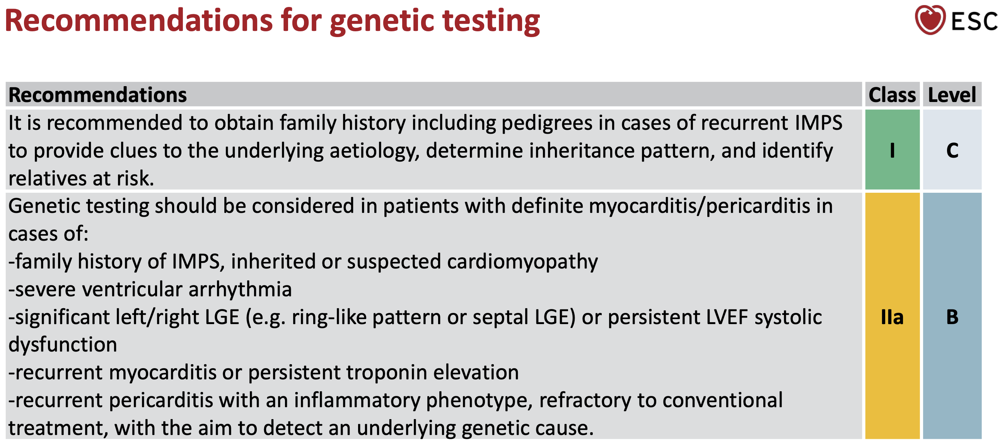 Recommendations for genetic testing
ESC
Recommendations Class Level
It is recommended to obtain family history including pedigrees in cases of recurrent IMPS
to provide clues to the underlying aetiology, determine inheritance pattern, and identify
relatives at risk.
I C
Genetic testing should be considered in patients with definite myocarditis/pericarditis in
cases of:
-family history of IMPS, inherited or suspected cardiomyopathy
-severe ventricular arrhythmia
-significant left/right LGE (e.g. ring-like pattern or septal LGE) or persistent LVEF systolic
dysfunction
-recurrent myocarditis or persistent troponin elevation
-recurrent pericarditis with an inflammatory phenotype, refractory to conventional
treatment, with the aim to detect an underlying genetic cause.
IIa B